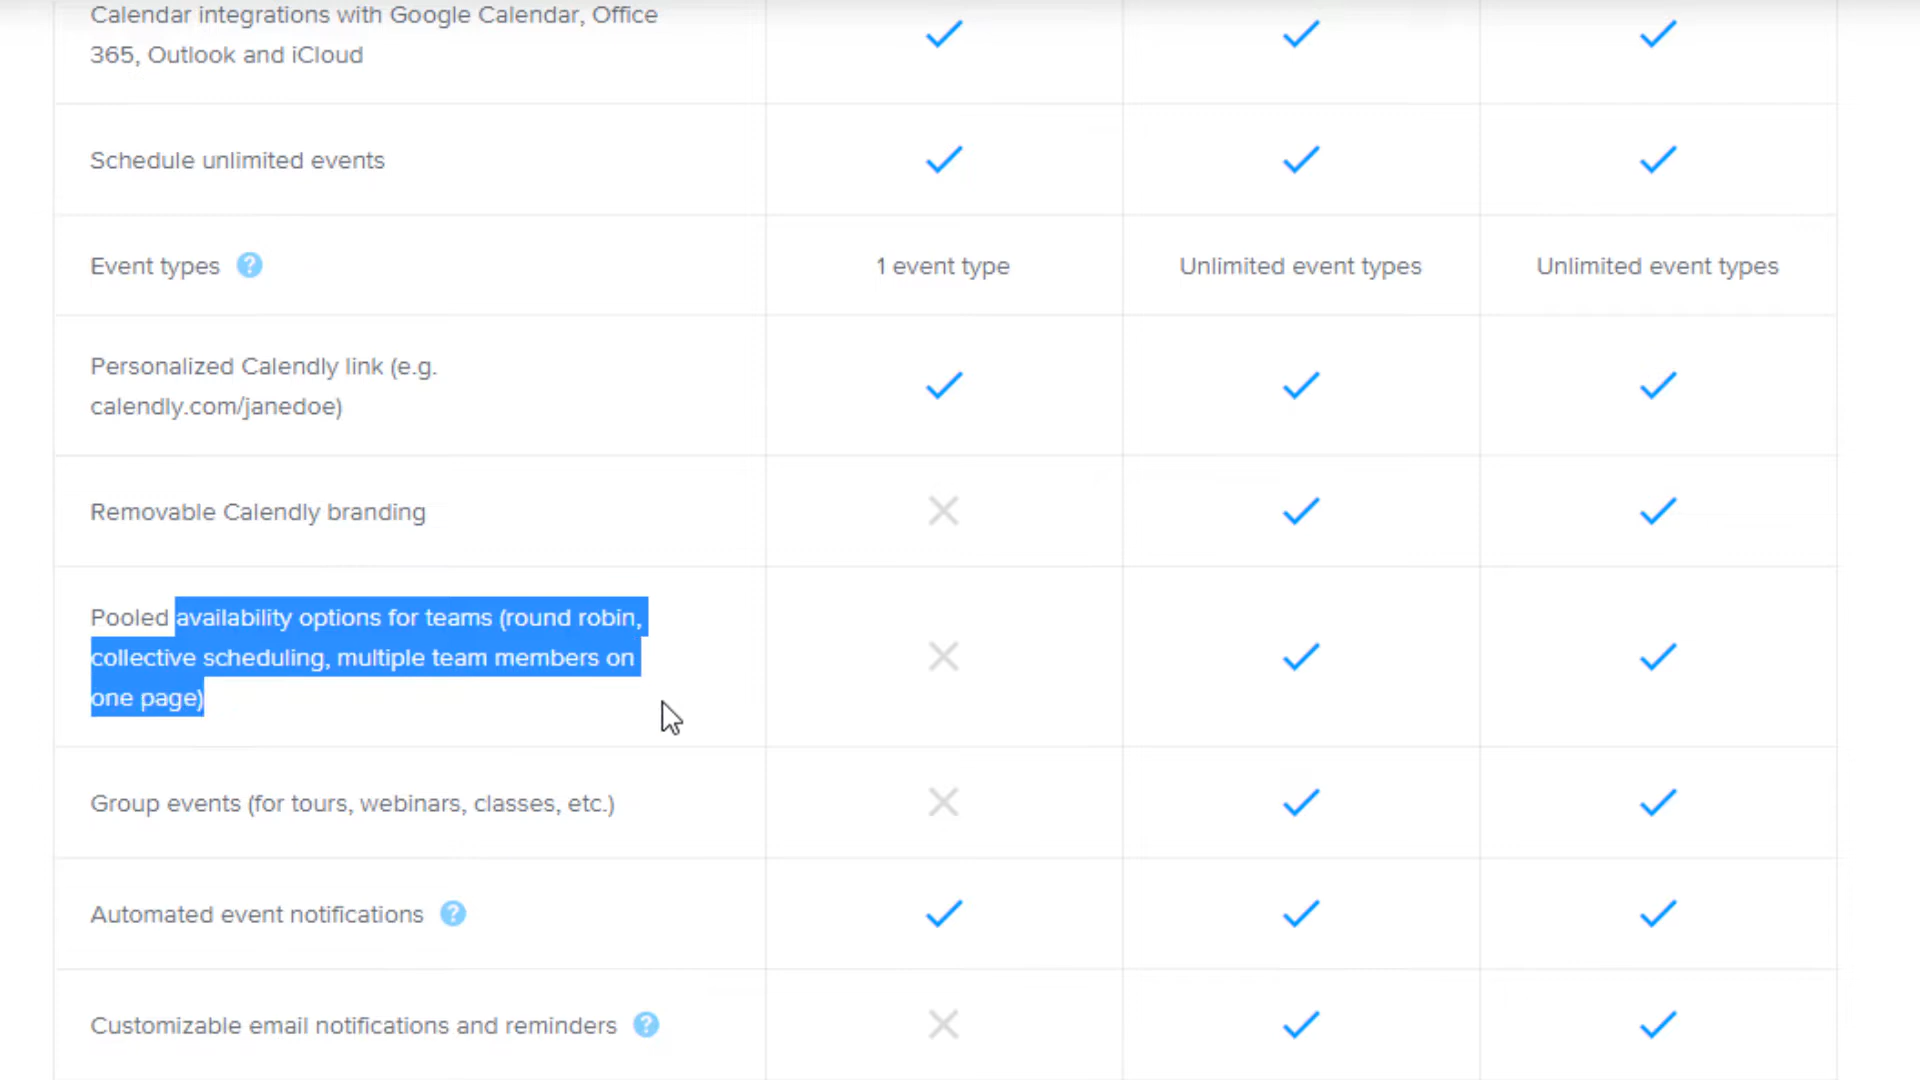 Calendar integrations with Google Calendar, Office
365, Outlook and iCloud
Schedule unlimited events
Event types ?
1 event type
Unlimited event types
Unlimited event types
Personalized Calendly link (e.g.
calendly.com/janedoe)
Removable Calendly branding
Pooled availability options for teams (round robin,
collective scheduling, multiple team members on
one page)
Group events (for tours, webinars, classes, etc.)
Automated event notifications ?
Customizable email notifications and reminders ?